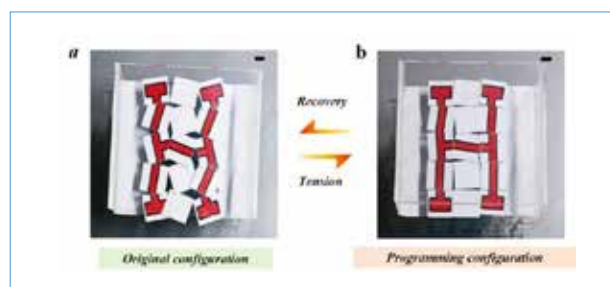 a
b
Recovery
Tension
Original configuration
Programming configuration